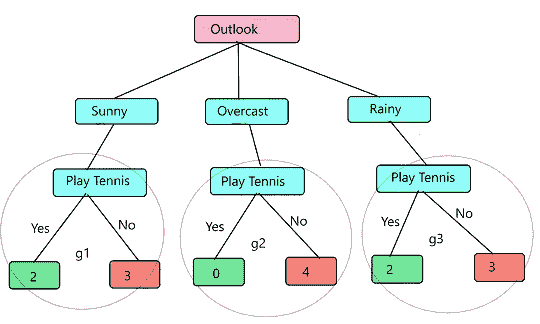 Outlook
Sunny
Overcast
Rainy
Play Tennis
Play Tennis
Play Tennis
Yes
No
Yes
No
Yes
No
g1
g2
g3
2
3
0
4
2
3